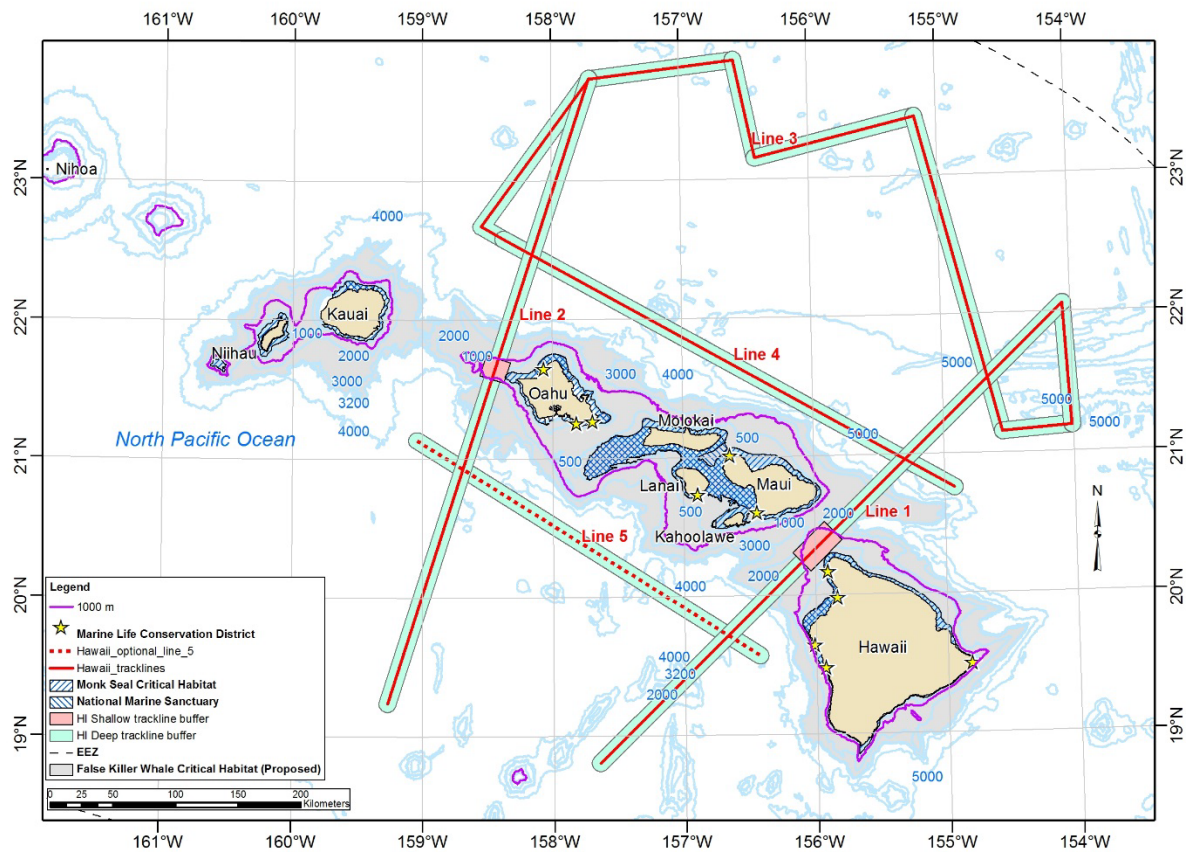 161°W 160°W 159°W 158°W 157°W 156°W 155°W 154°W
23°N
22°N
21°N
20°N
19°N
23°N
22°N
21°N
20°N
19°N
Line 3
Nihoa
4000
Kauai
Line 2
1000
2000
Niihau
2000
1000
3000
3200
4000
Line 4
3000
4000
5000
5000
5000
Oahu
North Pacific Ocean
Molokai
500
500
5000
Lanai
Maui
500
Kahoolawe
1000
2000
Line 1
N
Line 5
3000
2000
4000
Hawaii
4000
3200
2000
5000
Legend
1000 m
Marine Life Conservation District
Hawaii_optional_line_5
Hawaii_tracklines
Monk Seal Critical Habitat
National Marine Sanctuary
HI Shallow trackline buffer
HI Deep trackline buffer
EEZ
False Killer Whale Critical Habitat (Proposed)
0 25 50 100 150 200
Kilometers
161°W 160°W 159°W 158°W 157°W 156°W 155°W 154°W